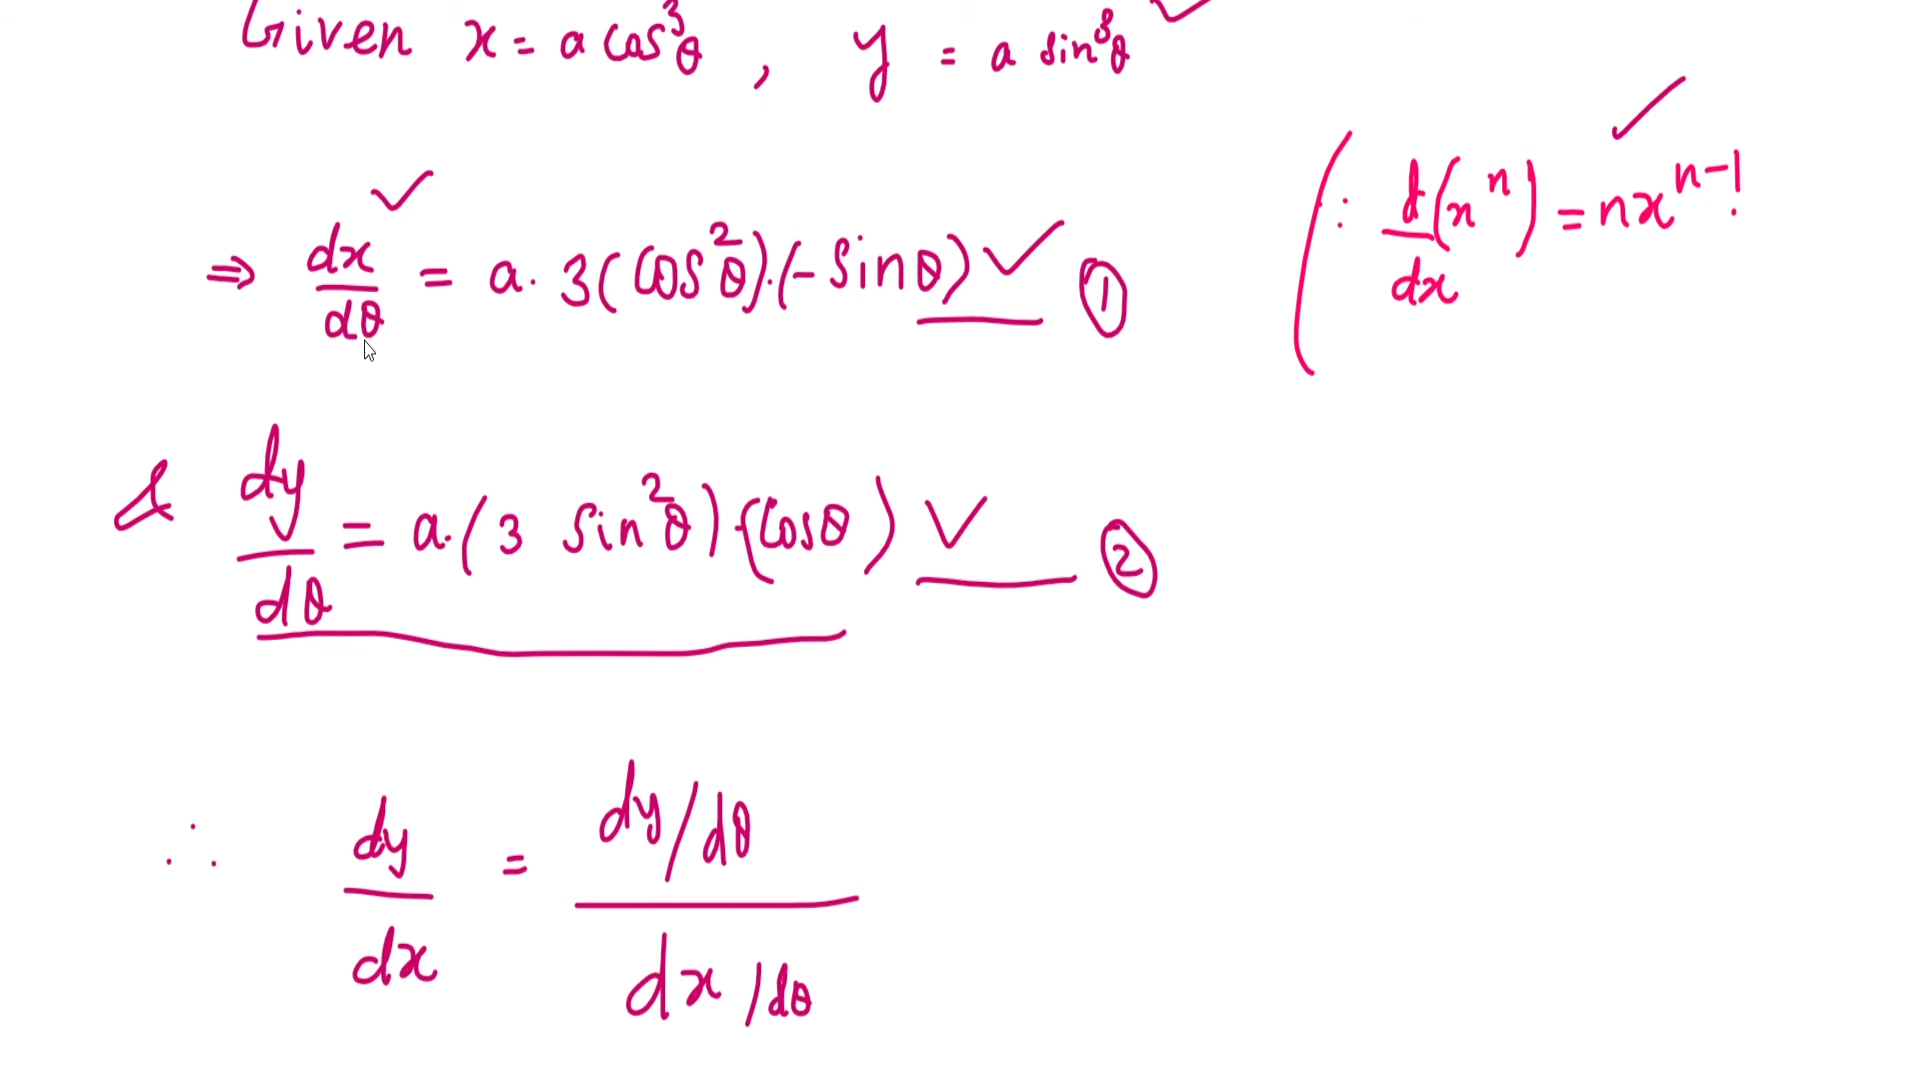 Given x = a cos³θ , y = a sin³θ
(∵ d/dx (xⁿ) = nxⁿ⁻¹.
⇒ dx/dθ = a. 3(cos²θ).(-sinθ) ①
& dy/dθ = a.(3 sin²θ).(cosθ) ②
∴ dy/dx = (dy/dθ)/(dx/dθ)